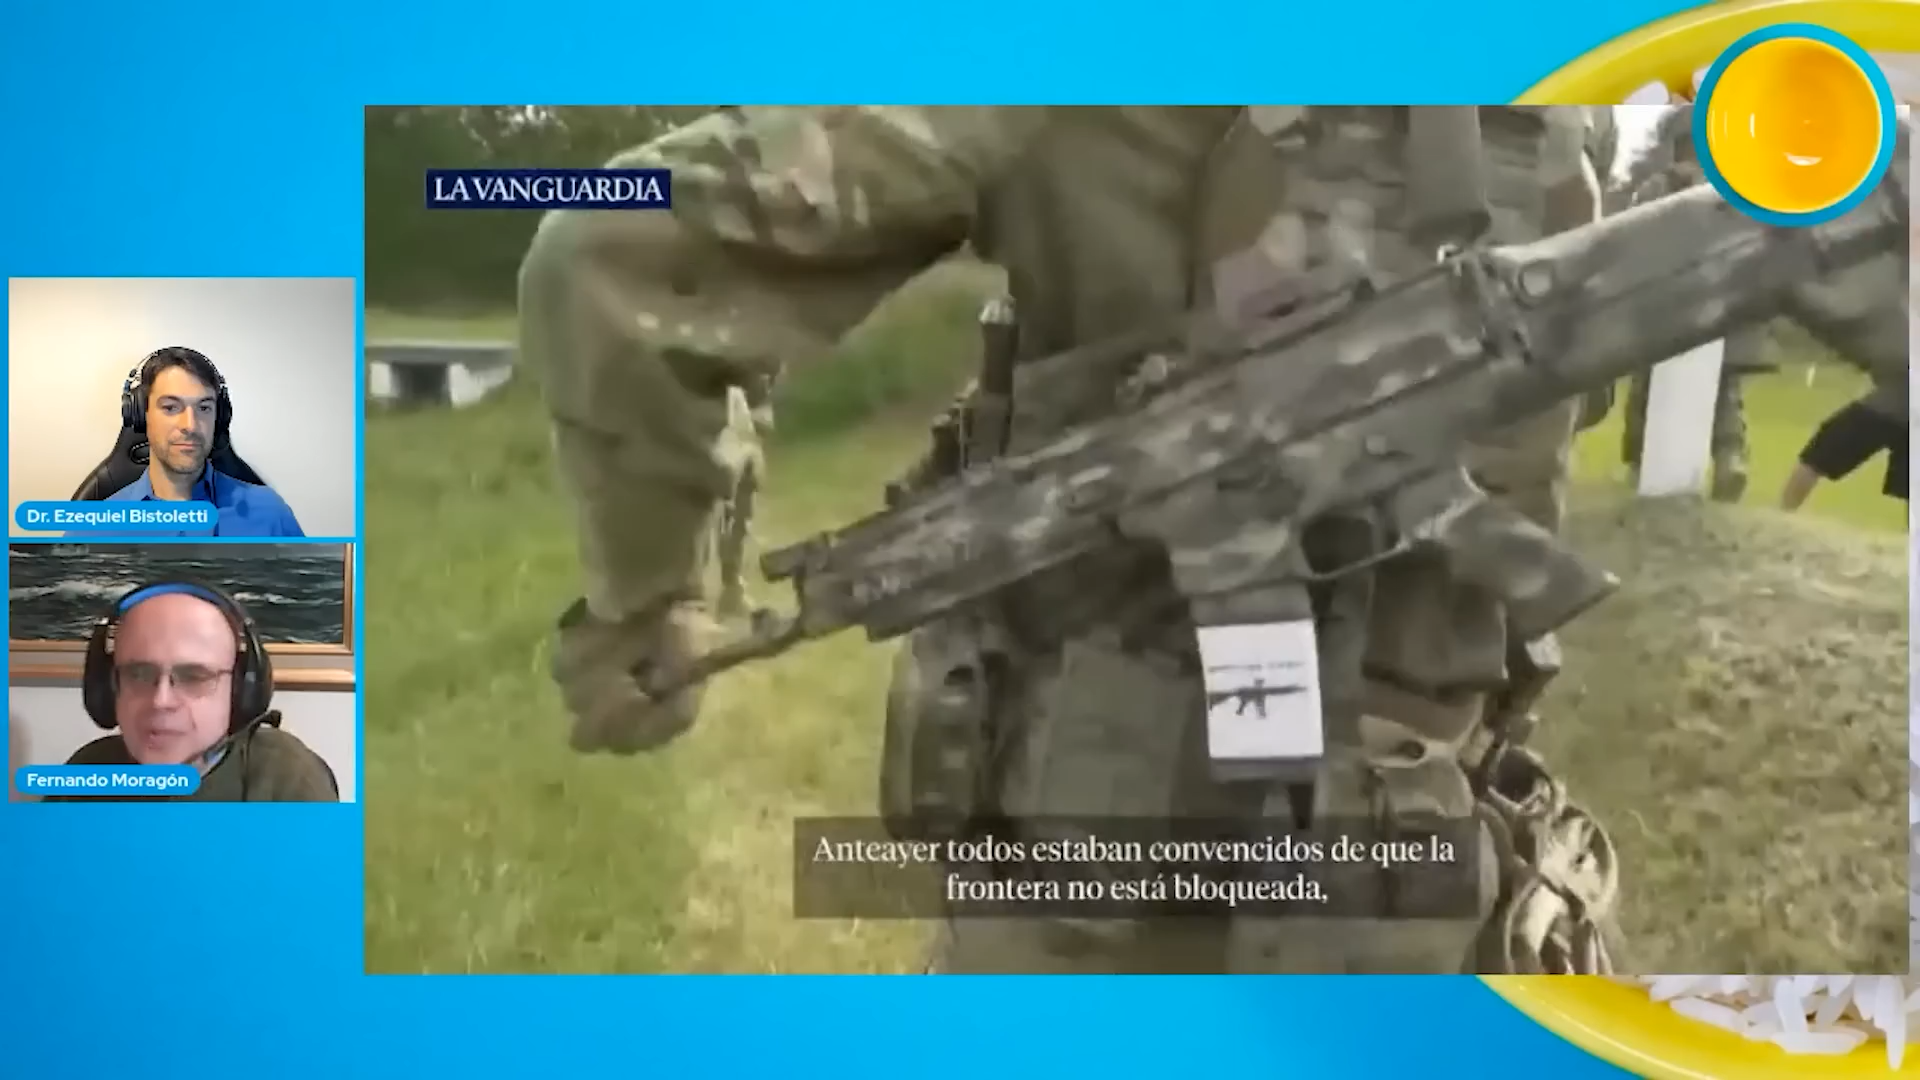 LA VANGUARDIA
Dr. Ezequiel Bistoletti
Fernando Moragón
Anteayer todos estaban convencidos de que la
frontera no está bloqueada,